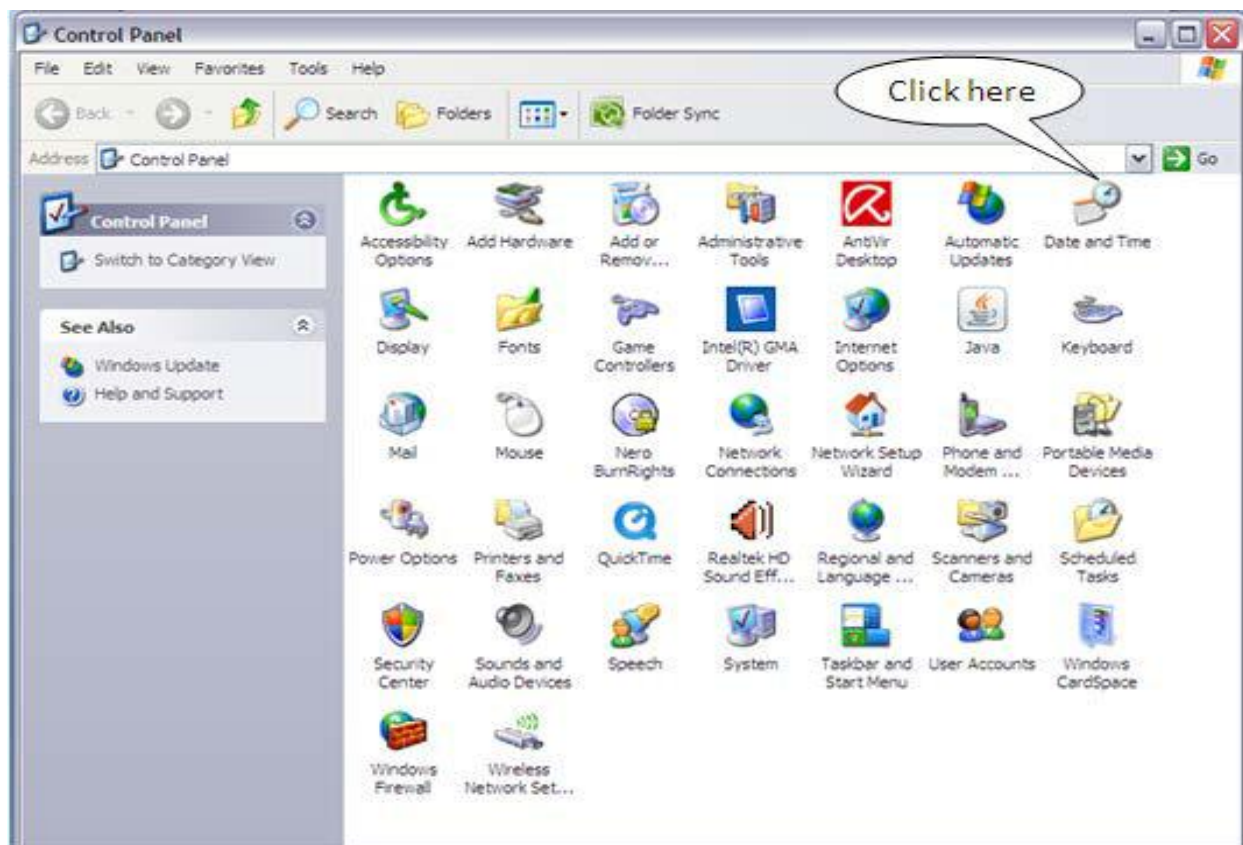 Control Panel
File Edit View Favorites Tools Help
Click here
Back Search Folders Folder Sync
Address Control Panel Go
Control Panel
Switch to Category View
See Also
Windows Update
Help and Support
Accessibility Options
Add Hardware
Add or Remov...
Administrative Tools
AntiVir Desktop
Automatic Updates
Date and Time
Display
Fonts
Game Controllers
Intel(R) GMA Driver
Internet Options
Java
Keyboard
Mail
Mouse
Nero BurnRights
Network Connections
Network Setup Wizard
Phone and Modem ...
Portable Media Devices
Power Options
Printers and Faxes
QuickTime
Realtek HD Sound Eff...
Regional and Language ...
Scanners and Cameras
Scheduled Tasks
Security Center
Sounds and Audio Devices
Speech
System
Taskbar and Start Menu
User Accounts
Windows CardSpace
Windows Firewall
Wireless Network Set...